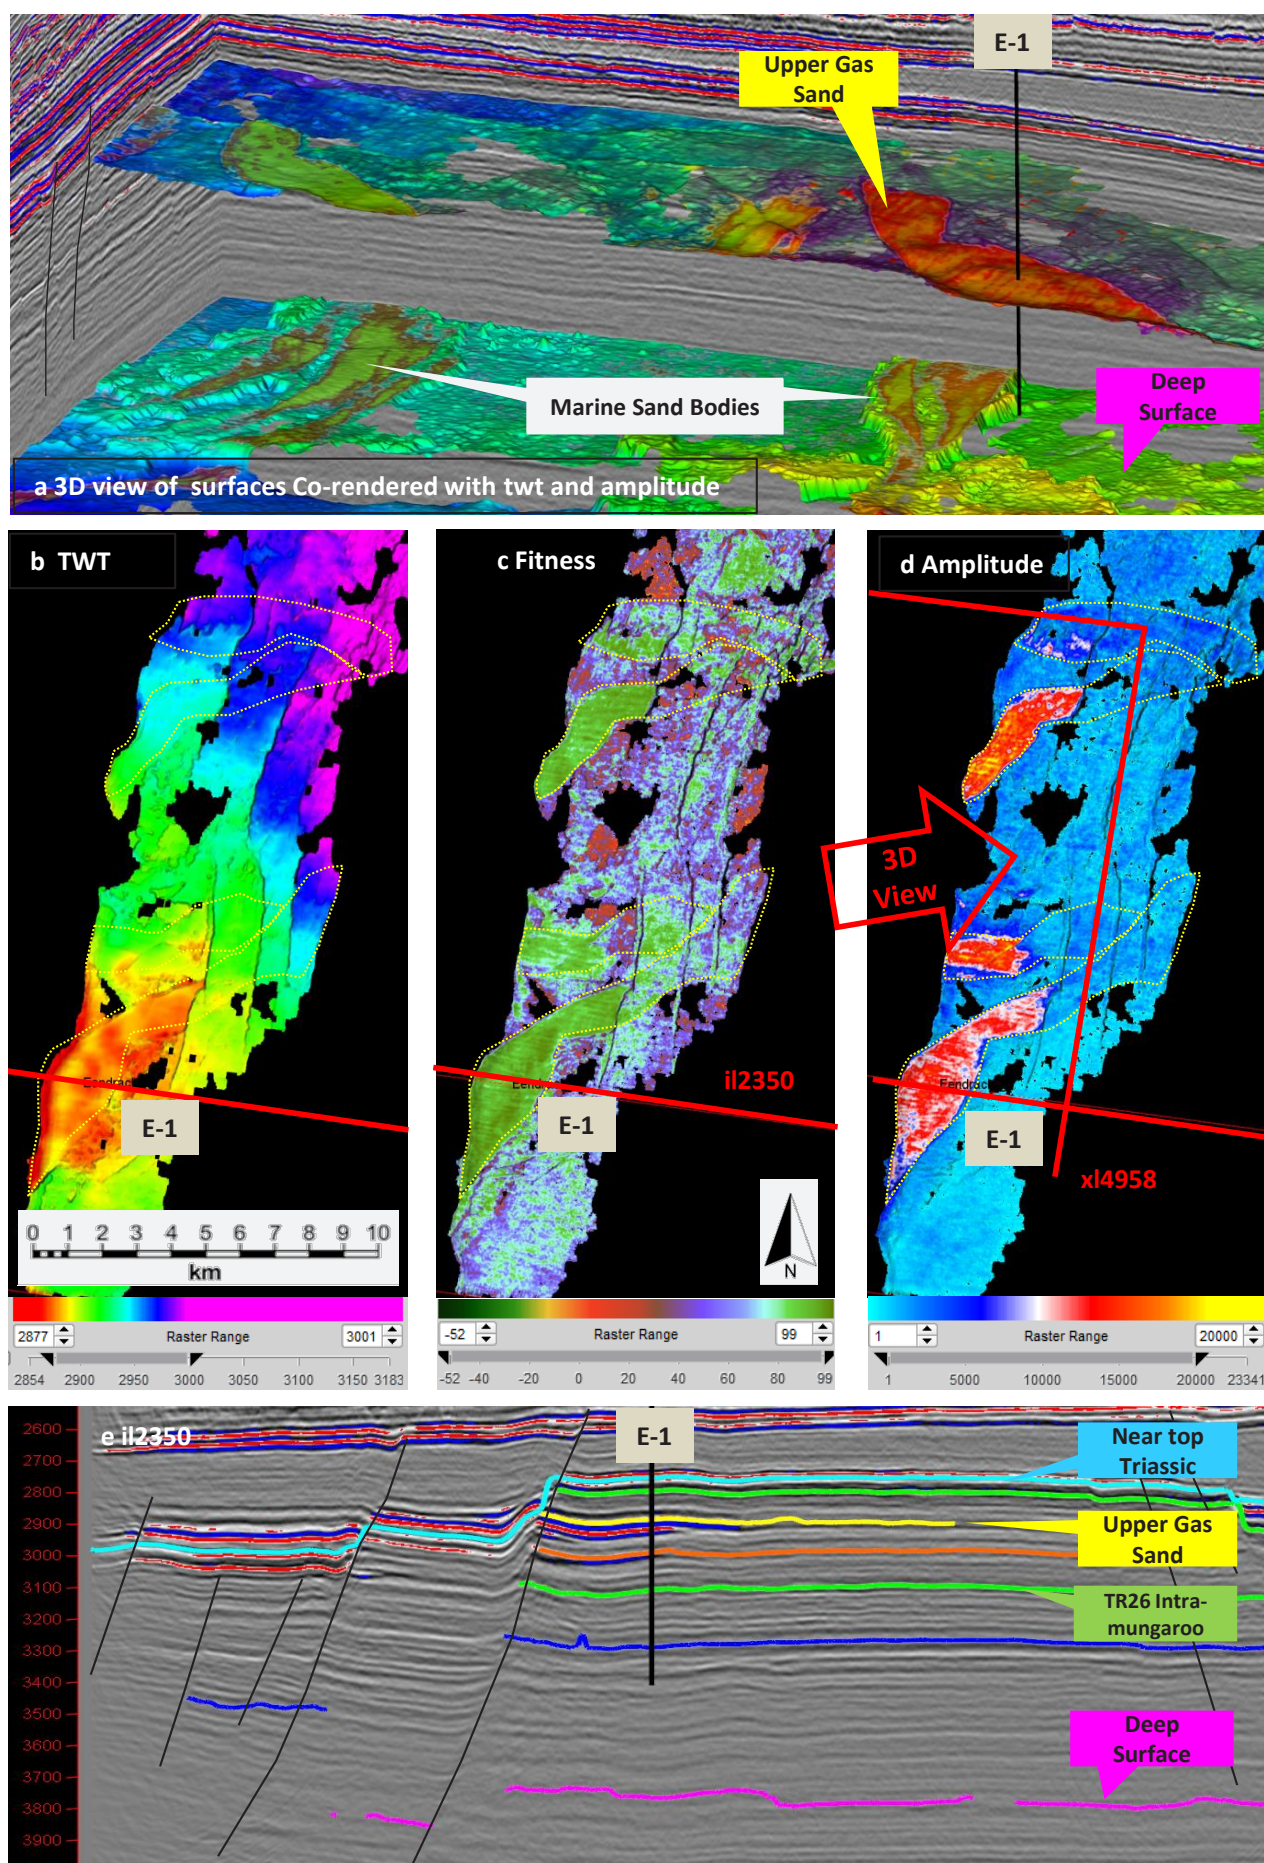 E-1
Upper Gas
Sand
Marine Sand Bodies
Deep
Surface
a 3D view of surfaces Co-rendered with twt and amplitude
b TWT
c Fitness
d Amplitude
3D
View
il2350
E-1
E-1
E-1
xl4958
0 1 2 3 4 5 6 7 8 9 10
km
N
2877 Raster Range 3001
2854 2900 2950 3000 3050 3100 3150 3183
-52 Raster Range 99
-52 -40 -20 0 20 40 60 80 99
1 Raster Range 20000
1 5000 10000 15000 20000 23341
e il2350
E-1
Near top
Triassic
Upper Gas
Sand
TR26 Intra-
mungaroo
Deep
Surface
2600
2700
2800
2900
3000
3100
3200
3300
3400
3500
3600
3700
3800
3900